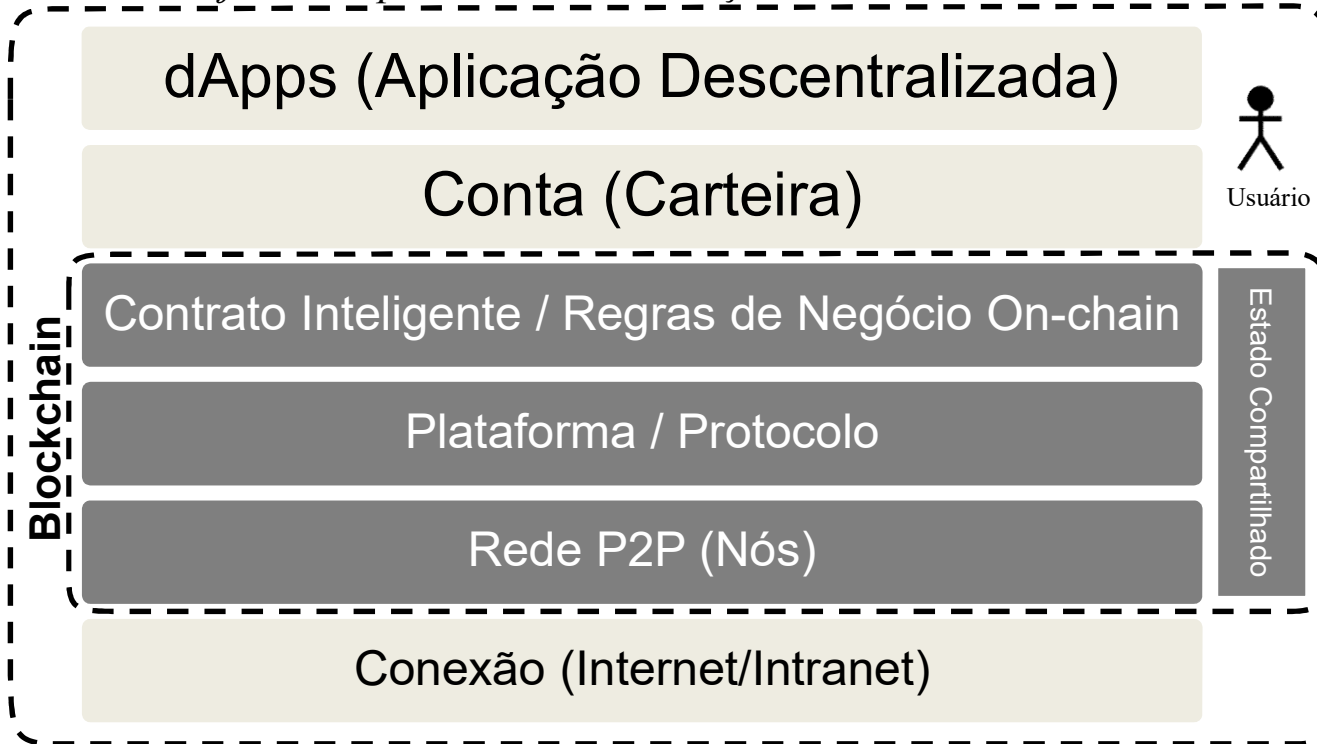 dApps (Aplicação Descentralizada)
Conta (Carteira)
Usuário
Blockchain
Contrato Inteligente / Regras de Negócio On-chain
Plataforma / Protocolo
Rede P2P (Nós)
Estado Compartilhado
Conexão (Internet/Intranet)